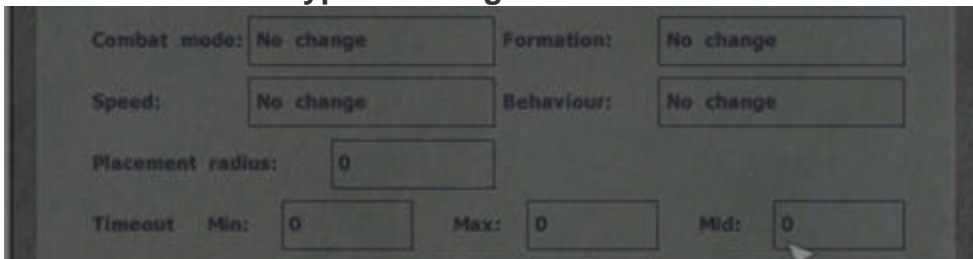 Combat mode: No change Formation: No change
Speed: No change Behaviour: No change
Placement radius: 0
Timeout Min: 0 Max: 0 Mid: 0